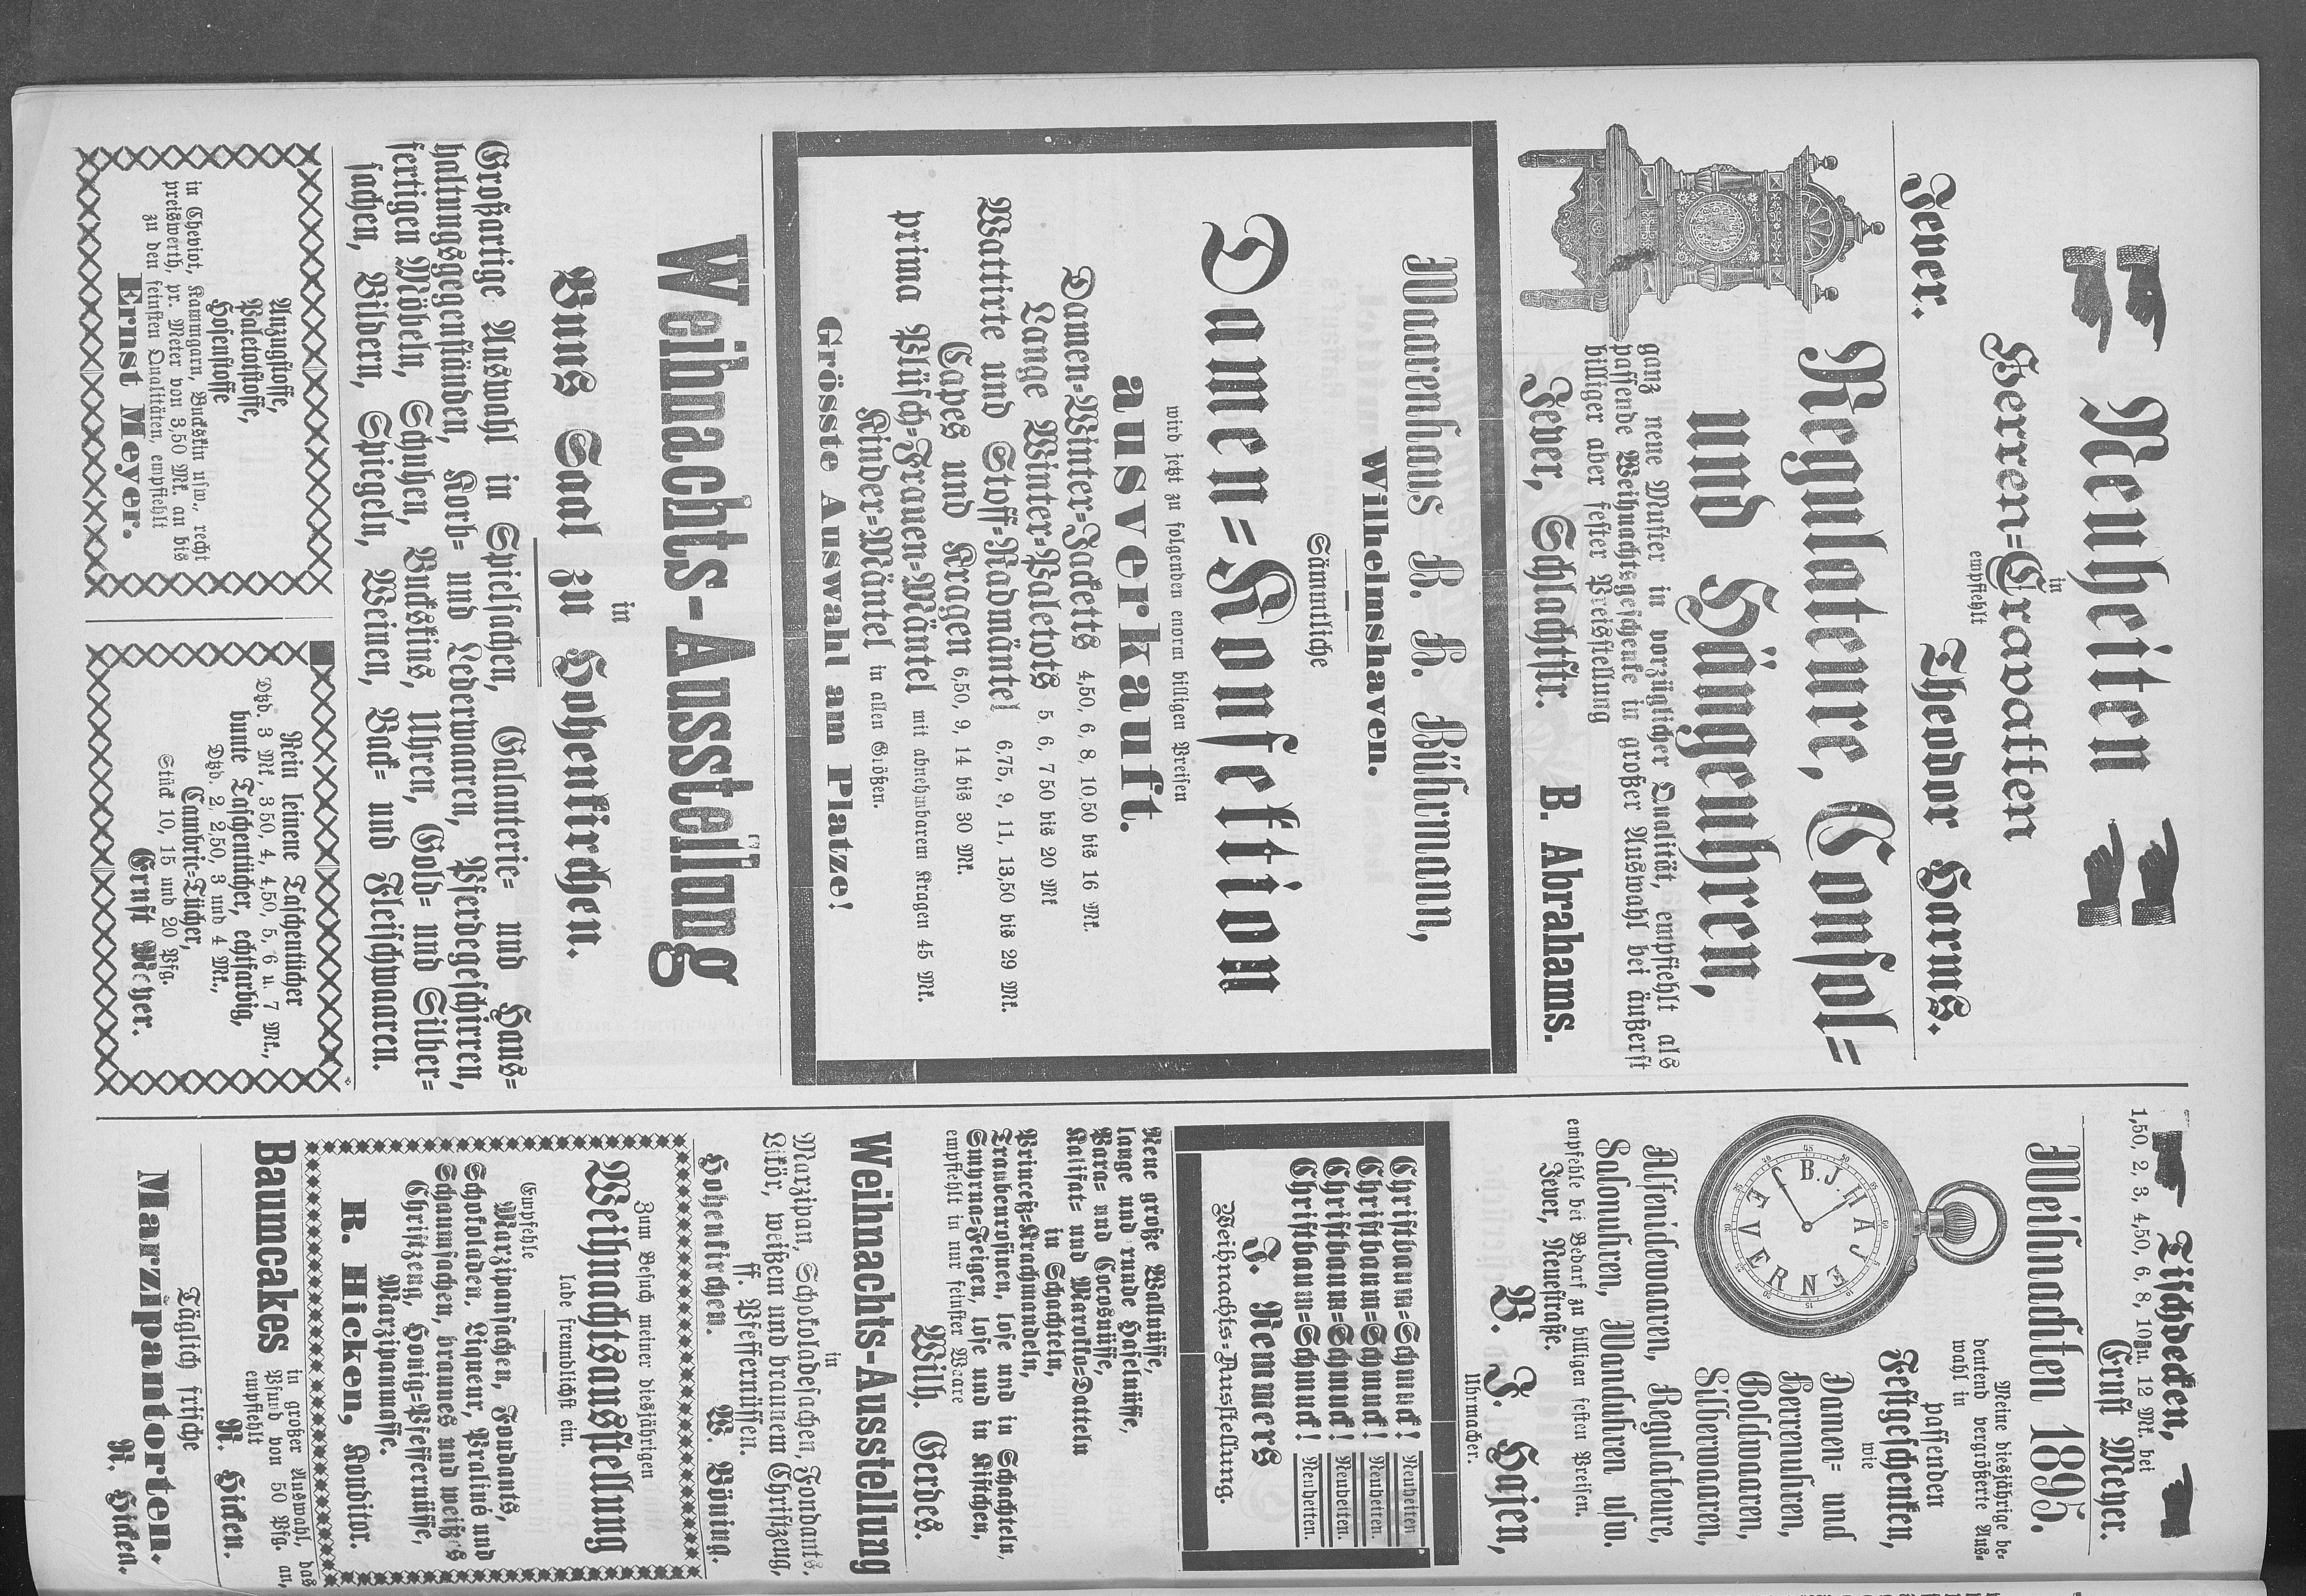 Neuheiten
in
Herren=Cravatten
empfiehlt
Jever.
Theodor Harms.
Regulateure, Consol=
und Hängeuhren,
ganz neue Muster in vorzüglicher Qualität, empfiehlt als
passende Weihnachtsgeschenke in großer Auswahl bei äußerst
billiger aber fester Preisstellung
Jever, Schlachtstr. B. Abrahams.
Waarenhaus B. H. Bührmann,
Wilhelmshaven.
Sämmtliche
Damen=Konfektion
wird jetzt zu folgenden enorm billigen Preisen
ausverkauft.
Damen=Winter=Jacketts 4,50, 6, 8, 10,50 bis 16 Mk.
Lange Winter=Paletots 5, 6, 7 50 bis 20 Mk
Wattirte und Stoff=Radmäntel 6,75, 9, 11, 13,50 bis 29 Mk.
Capes und Kragen 6,50, 9, 14 bis 30 Mk.
prima Plüsch=Frauen=Mäntel mit abnehmbarem Kragen 45 Mk.
Kinder=Mäntel in allen Größen.
Grösste Auswahl am Platze!
Weihnachts-Ausstellung
in
Buns Saal zu Hohenkirchen.
Großartige Auswahl in Spielsachen, Galanterie= und Haus=
haltungsgegenständen, Korb= und Lederwaaren, Pferdegeschirren,
fertigen Möbeln, Schuhen, Buckskins, Uhren, Gold= und Silber=
sachen, Bildern, Spiegeln, Weinen, Back= und Fleischwaaren.
Anzugstoffe,
Paletotstoffe,
Hosenstoffe
in Cheviot, Kammgarn, Buckskin usw., recht
preiswerth, pr. Meter von 3,50 Mk. an bis
zu den feinsten Qualitäten, empfiehlt
Ernst Meyer.
Rein leinene Taschentücher
Dtzd. 3 Mk, 3 50, 4, 4,50, 5, 6 u. 7 Mk.,
bunte Taschentücher, echtfarbig,
Dtzd. 2, 2,50, 3 und 4 Mk.,
Cambric=Tücher,
Stück 10, 15 und 20 Pfg.
Ernst Meyer.
Tischdecken,
1,50, 2, 3, 4,50, 6, 8, 10 u. 12 Mk. bei
Ernst Meyer.
Weihnachten 1895.
Meine diesjährige be=
deutend vergrößerte Aus=
wahl in
passenden
Festgeschenken,
wie
Damen= und
Herrenuhren,
Goldwaaren,
Silberwaaren,
B. J. HAJEN JEVER
Alfenidewaaren, Regulateure,
Salonuhren, Wanduhren usw.
empfehle bei Bedarf zu billigen festen Preisen.
Jever, Neuestraße.
B. J. Hajen,
Uhrmacher.
Christbaum=Schmuck! Neuheiten
Christbaum=Schmuck! Neuheiten.
Christbaum=Schmuck! Neuheiten.
Christbaum=Schmuck! Neuheiten.
J. Remmers
Weihnachts=Ausstellung.
Neue große Wallnüsse,
lange und runde Haselnüsse,
Para= und Cocosnüsse,
Kalifat= und Marokko=Datteln
in Schachteln,
Princeß=Krachmandeln,
Traubenrosinen, lose und in Schachteln,
Smyrna=Feigen, lose und in Kistchen,
empfiehlt in nur feinster Waare
Wilh. Gerdes.
Weihnachts-Ausstellung
in
Marzipan, Schokoladesachen, Fondants,
Likör, weißem und braunem Christzeug,
ff. Pfeffernüssen.
Hohenkirchen. W. Böning.
Zum Besuch meiner diesjährigen
Weihnachtsausstellung
lade freundlichst ein.
Empfehle
Marzipansachen, Fondants,
Schokoladen, Liqueur, Pralinés und
Schaumsachen, braunes und weißes
Christzeug, Honig=Pfeffernüsse,
Marzipanmasse.
R. Hicken, Konditor.
Baumcakes in großer Auswahl, das
Pfund von 50 Pfg. an,
empfiehlt
R. Hicken.
Täglich frische
Marzipantorten.
R. Hicken.